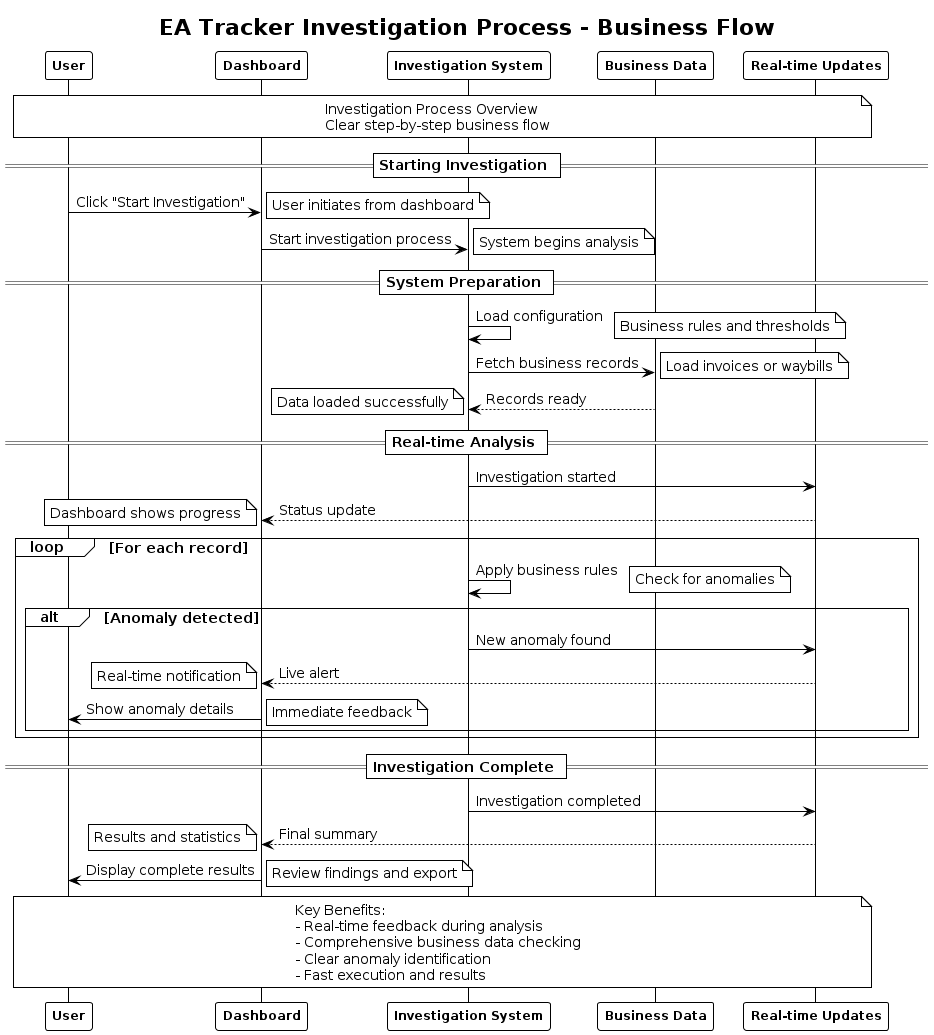 EA Tracker Investigation Process - Business Flow
User
Dashboard
Investigation System
Business Data
Real-time Updates
Investigation Process Overview
Clear step-by-step business flow
Starting Investigation
Click "Start Investigation"
User initiates from dashboard
Start investigation process
System begins analysis
System Preparation
Load configuration
Business rules and thresholds
Fetch business records
Load invoices or waybills
Data loaded successfully
Records ready
Real-time Analysis
Investigation started
Dashboard shows progress
Status update
loop
[For each record]
Apply business rules
Check for anomalies
alt
[Anomaly detected]
New anomaly found
Real-time notification
Live alert
Show anomaly details
Immediate feedback
Investigation Complete
Investigation completed
Results and statistics
Final summary
Display complete results
Review findings and export
Key Benefits:
- Real-time feedback during analysis
- Comprehensive business data checking
- Clear anomaly identification
- Fast execution and results
User
Dashboard
Investigation System
Business Data
Real-time Updates